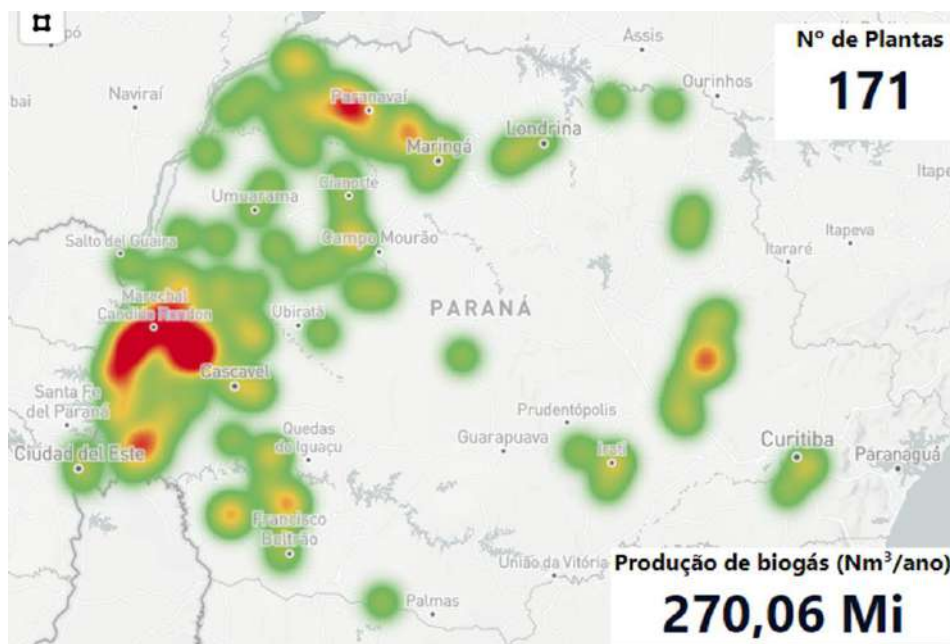 Naviraí
Assis
Ourinhos
Nº de Plantas
171
Paranavaí
Maringá
Londrina
Umuarama
Cianorte
Campo Mourão
Salto del Guairá
Itararé
Itapeva
Marechal
Candido Rondon
Ubiratã
PARANÁ
Cascavel
Santa Fe
del Paraná
Prudentópolis
Ciudad del Este
Quedas
do Iguaçu
Guarapuava
Irati
Curitiba
Paranaguá
Francisco
Beltrão
União da Vitória
Palmas
Produção de biogás (Nm³/ano)
270,06 Mi